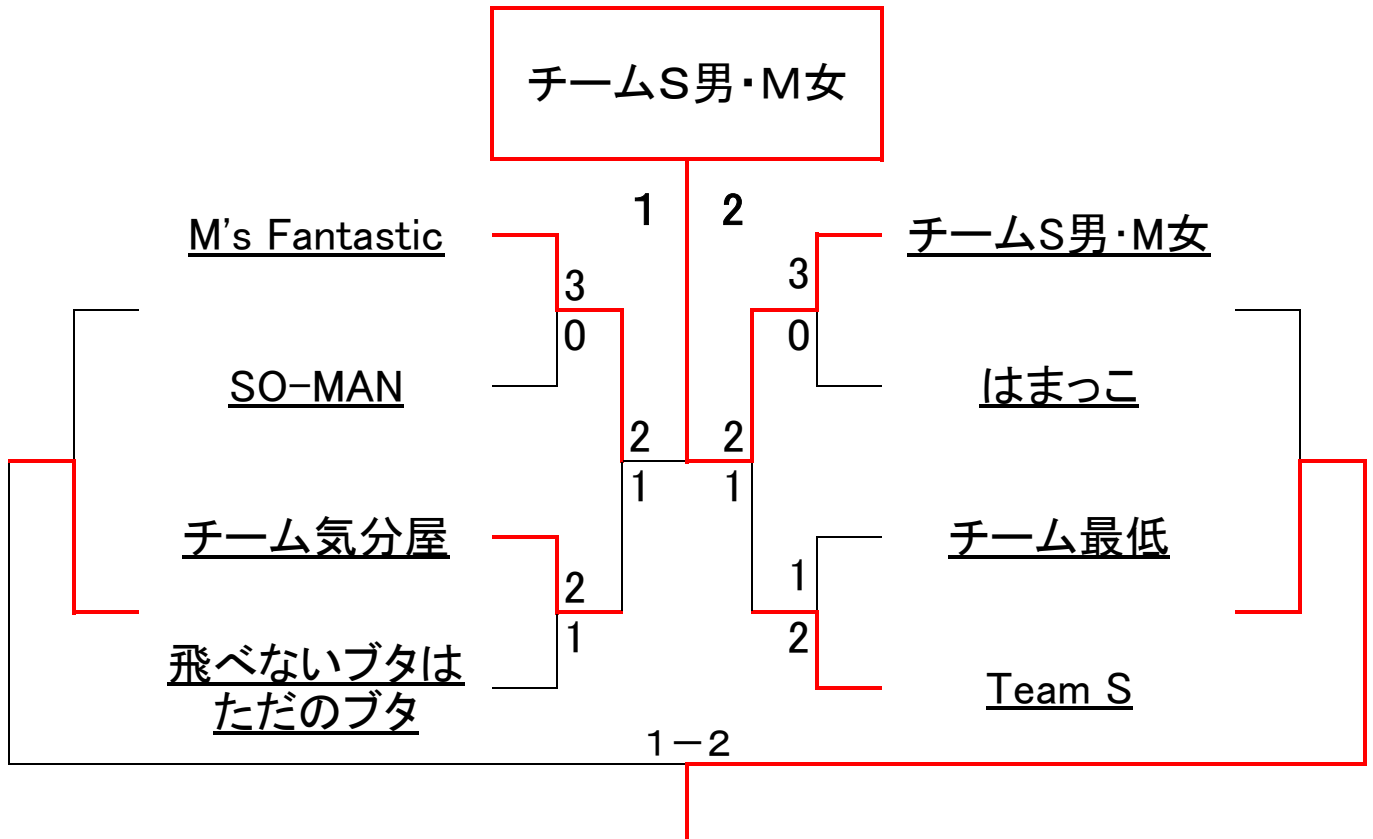 チームS男・M女
1 2
M's Fantastic
チームS男・M女
3
3
0
0
SO-MAN
はまっこ
2
2
1
1
チーム気分屋
チーム最低
2
1
1
2
飛べないブタは
ただのブタ
Team S
1-2